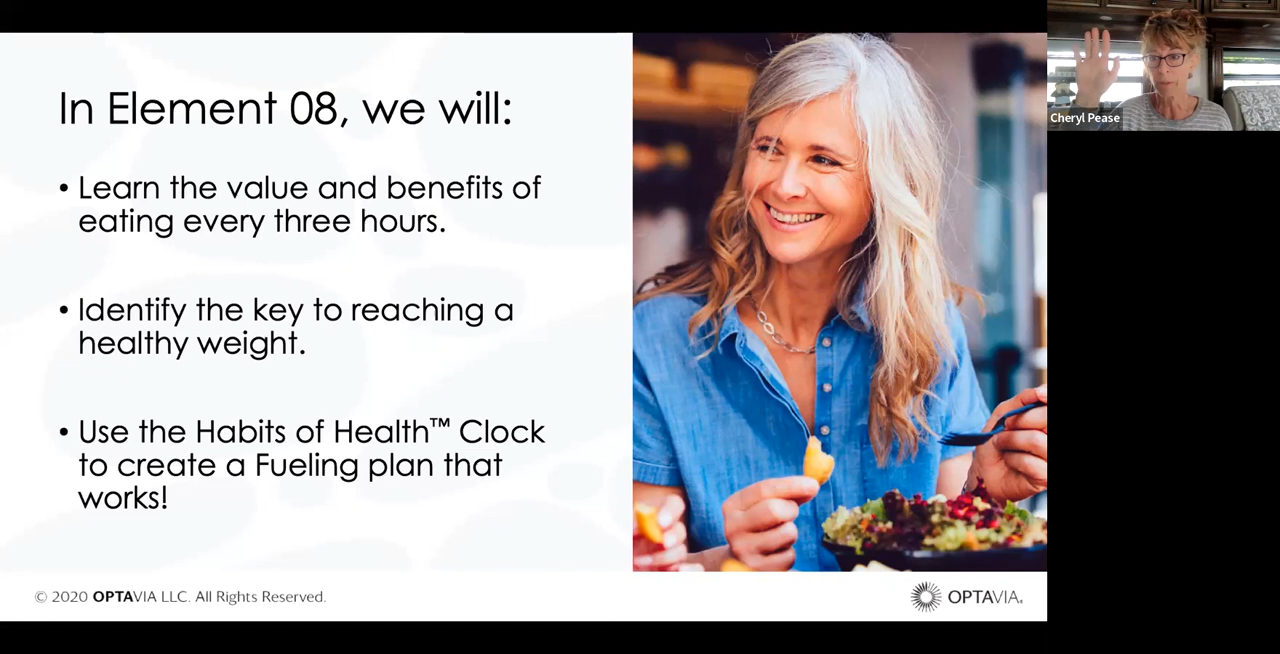 In Element 08, we will:
• Learn the value and benefits of
eating every three hours.
• Identify the key to reaching a
healthy weight.
• Use the Habits of Health™ Clock
to create a Fueling plan that
works!
© 2020 OPTAVIA LLC. All Rights Reserved.
OPTAVIA®
Cheryl Pease